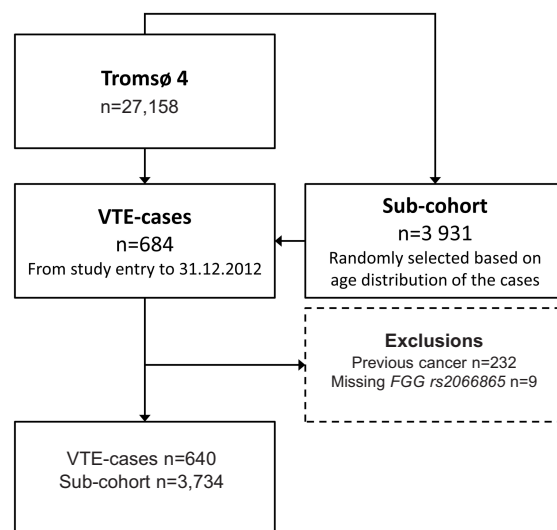 Tromsø 4
n=27,158
VTE-cases
n=684
From study entry to 31.12.2012
Sub-cohort
n=3 931
Randomly selected based on
age distribution of the cases
Exclusions
Previous cancer n=232
Missing FGG rs2066865 n=9
VTE-cases n=640
Sub-cohort n=3,734